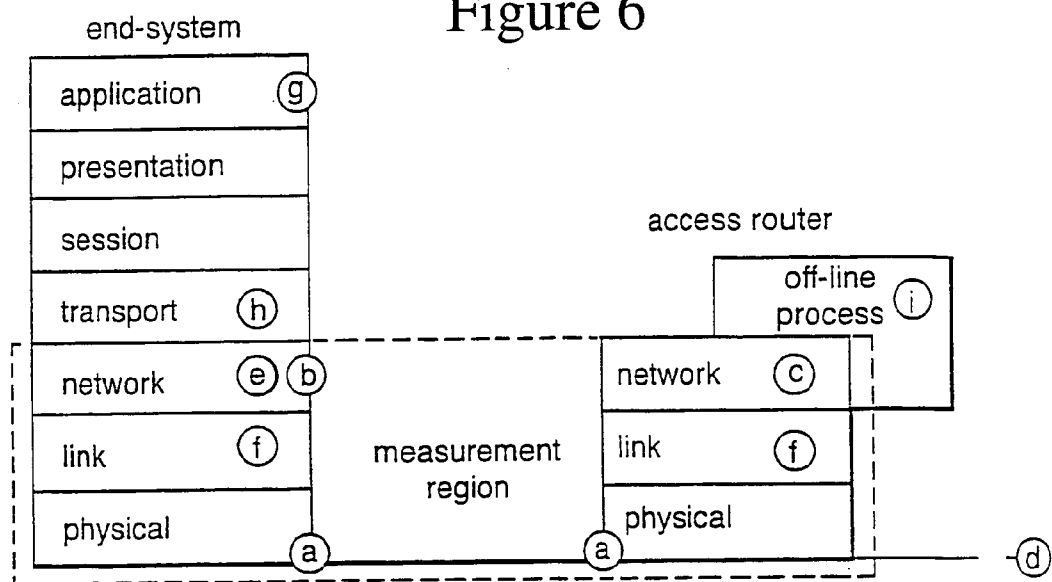 Figure 6
end-system
application g
presentation
session
transport h
network e b
link f
physical a
measurement
region
access router
off-line
process i
network c
link f
physical
a
d